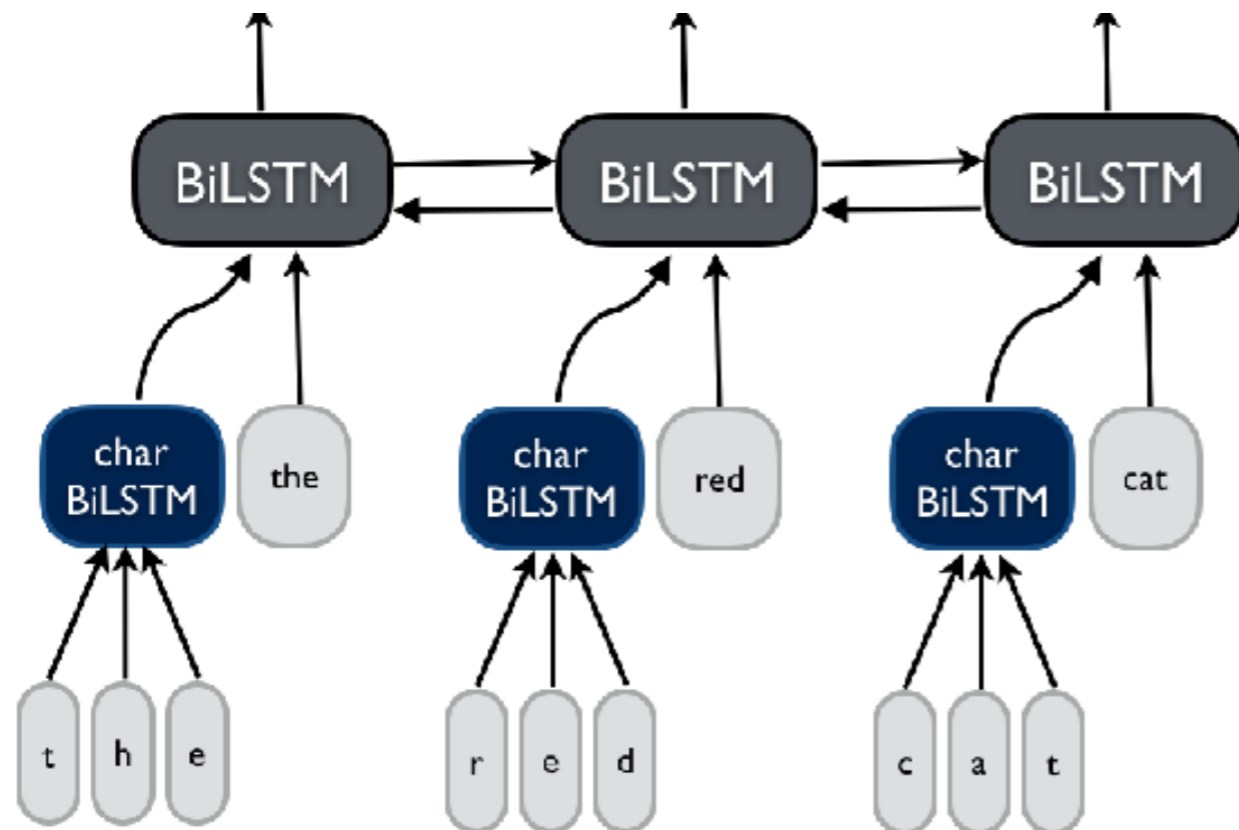 BiLSTM
BiLSTM
BiLSTM
char
BiLSTM
the
char
BiLSTM
red
char
BiLSTM
cat
t h e
r e d
c a t